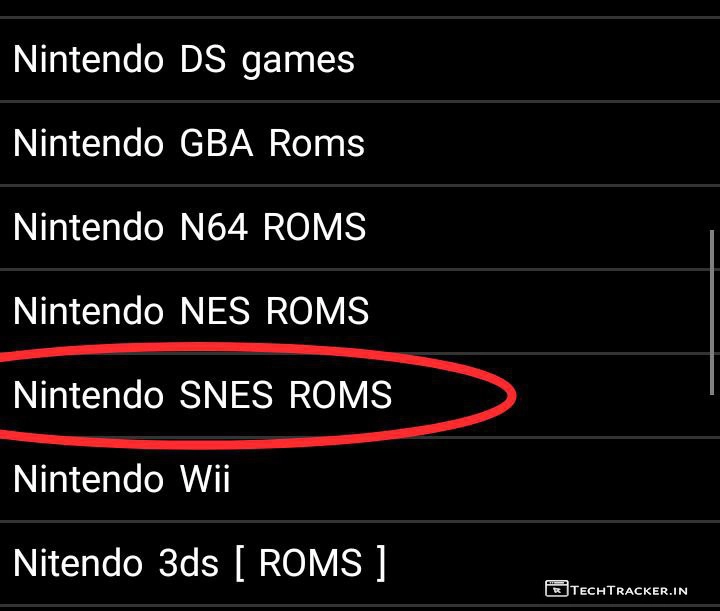 Nintendo DS games
Nintendo GBA Roms
Nintendo N64 ROMS
Nintendo NES ROMS
Nintendo SNES ROMS
Nintendo Wii
Nitendo 3ds [ ROMS ]
TECHTRACKER.IN